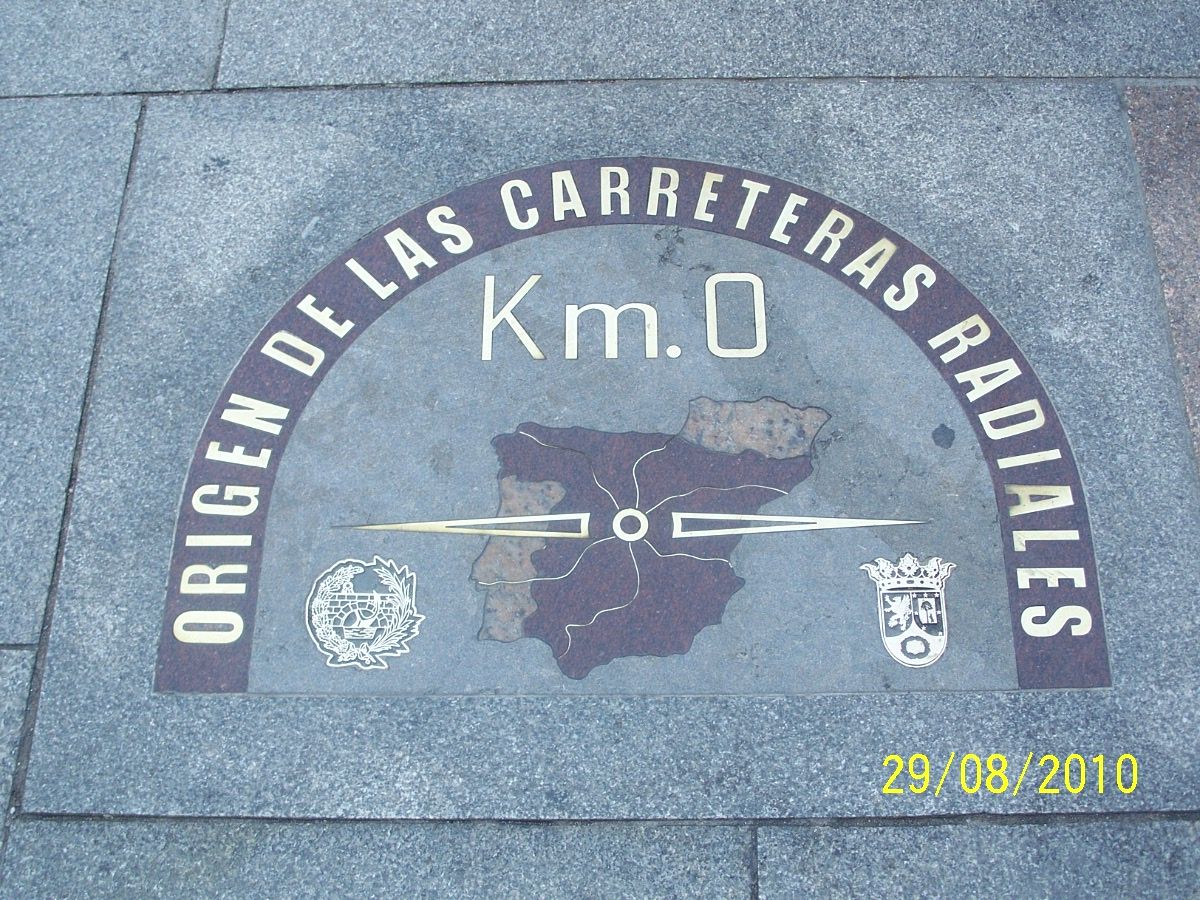 ORIGEN DE LAS CARRETERAS RADIALES
Km. 0
29/08/2010